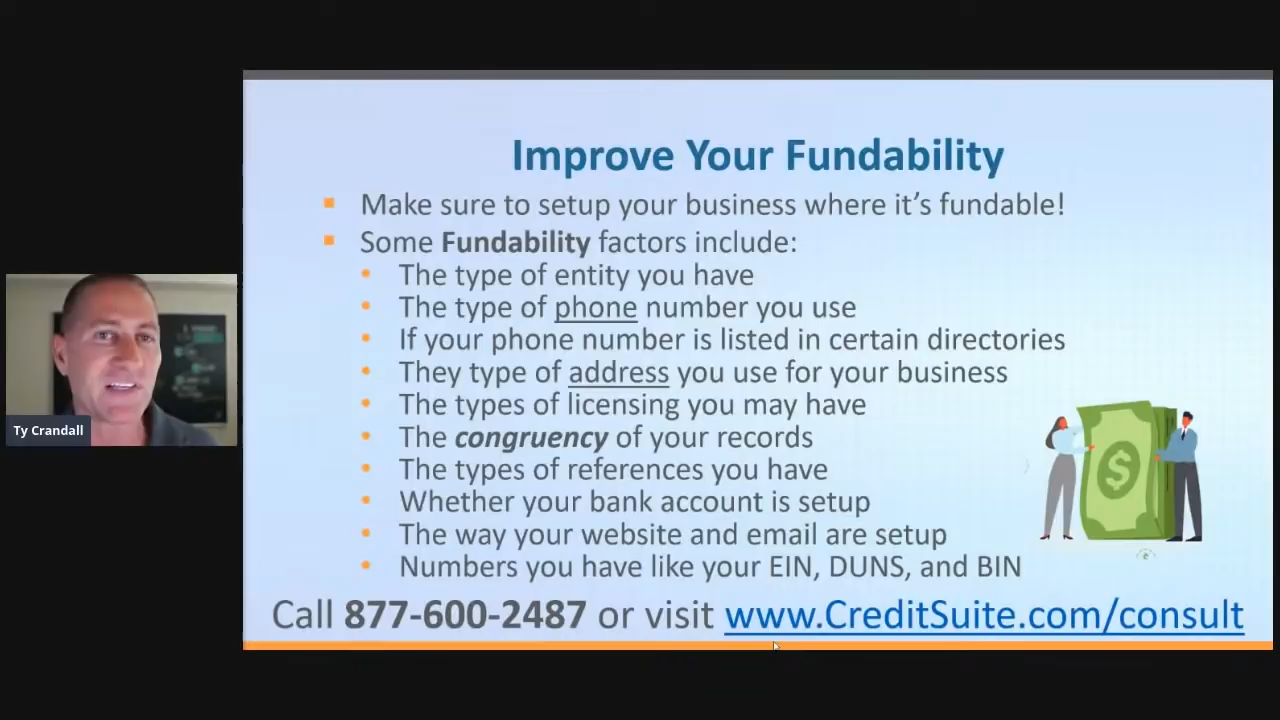 Improve Your Fundability
Make sure to setup your business where it's fundable!
Some Fundability factors include:
The type of entity you have
The type of phone number you use
If your phone number is listed in certain directories
They type of address you use for your business
The types of licensing you may have
The congruency of your records
The types of references you have
Whether your bank account is setup
The way your website and email are setup
Numbers you have like your EIN, DUNS, and BIN
Call 877-600-2487 or visit www.CreditSuite.com/consult
Ty Crandall